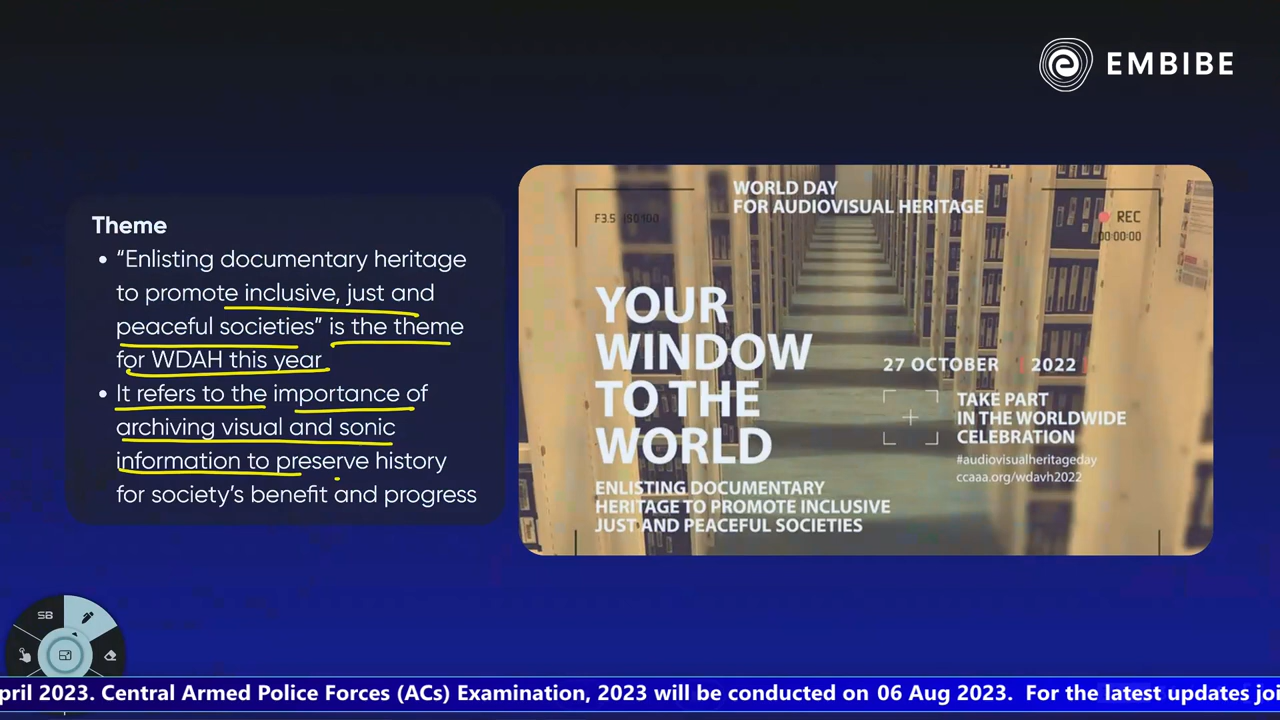 EMBIBE
Theme
• “Enlisting documentary heritage
to promote inclusive, just and
peaceful societies” is the theme
for WDAH this year
• It refers to the importance of
archiving visual and sonic
information to preserve history
for society’s benefit and progress
WORLD DAY
FOR AUDIOVISUAL HERITAGE
F3.5 ISO100
REC
00:00:00
YOUR
WINDOW
TO THE
WORLD
ENLISTING DOCUMENTARY
HERITAGE TO PROMOTE INCLUSIVE
JUST AND PEACEFUL SOCIETIES
27 OCTOBER | 2022 |
TAKE PART
IN THE WORLDWIDE
CELEBRATION
#audiovisualheritageday
ccaaa.org/wdavh2022
SB
pril 2023. Central Armed Police Forces (ACs) Examination, 2023 will be conducted on 06 Aug 2023. For the latest updates joi